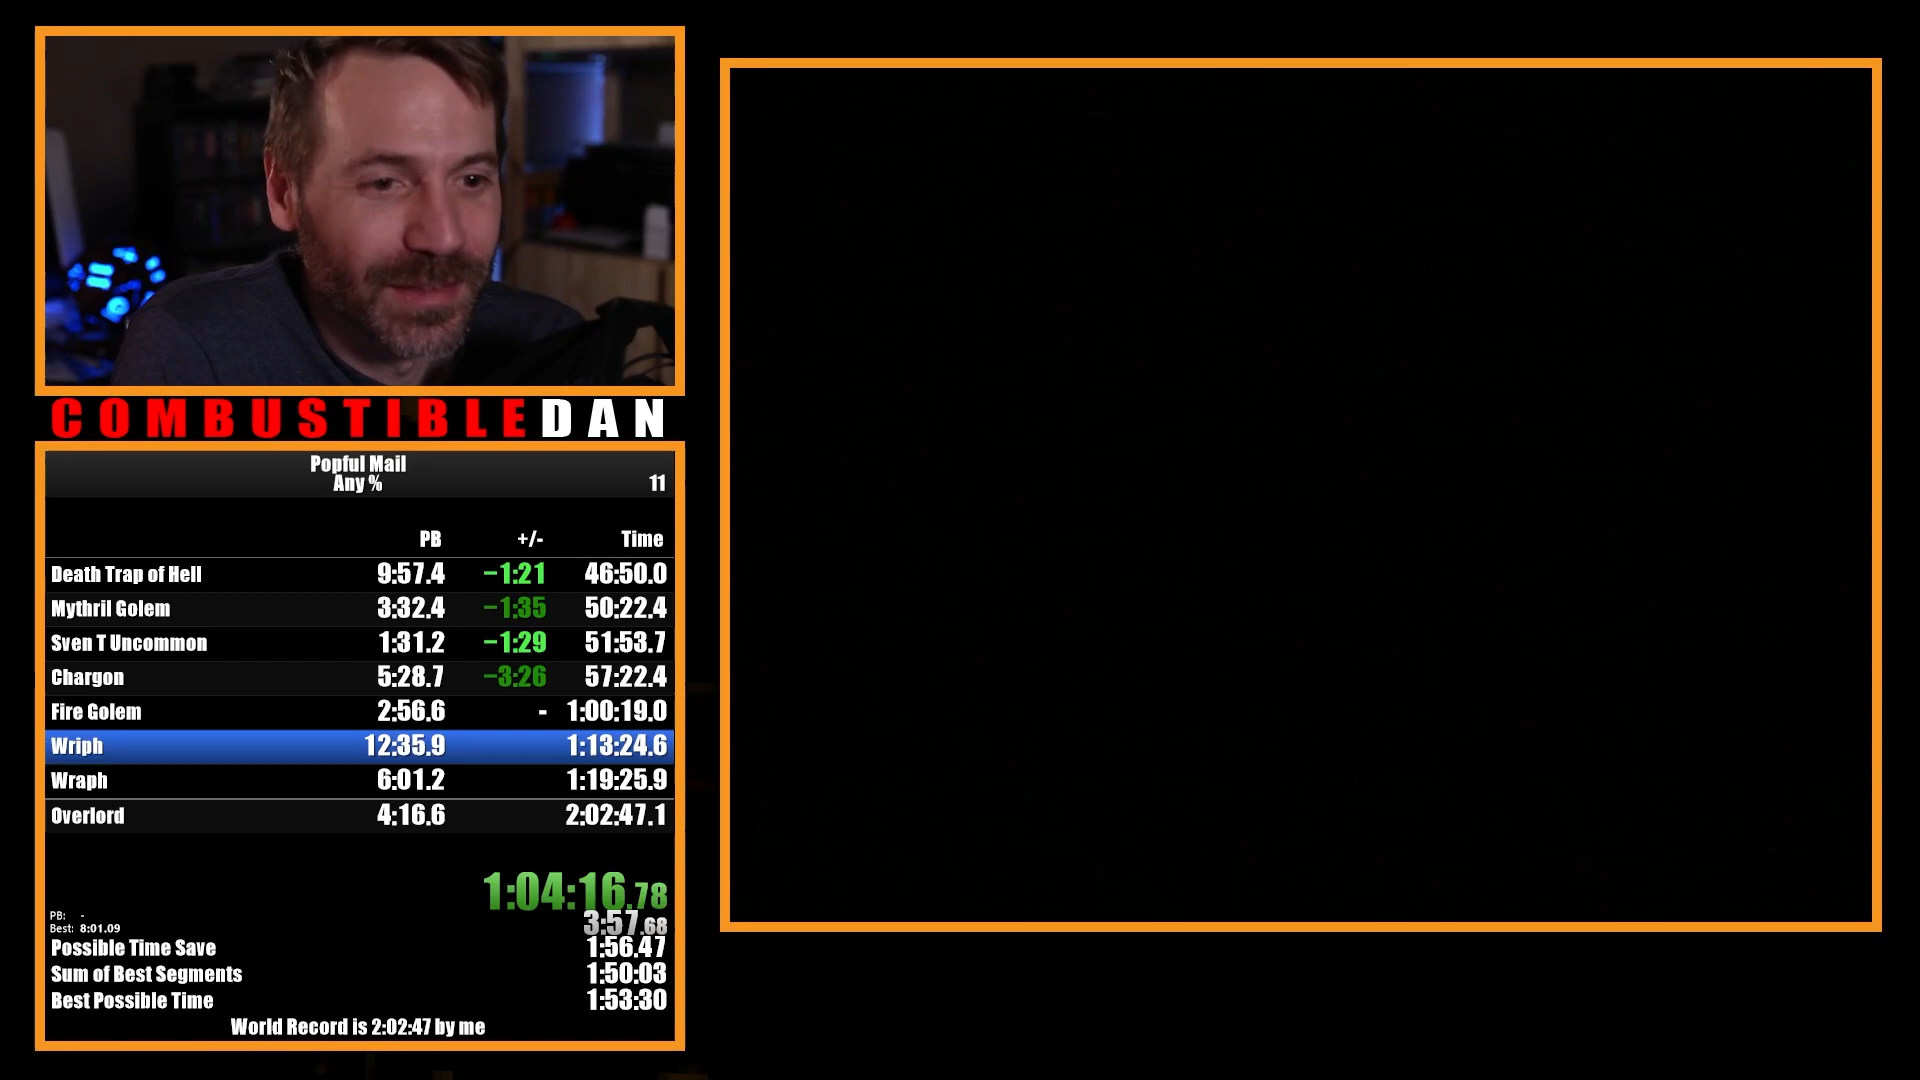 COMBUSTIBLEDAN
Popful Mail
Any %
11
PB +/- Time
Death Trap of Hell 9:57.4 −1:21 46:50.0
Mythril Golem 3:32.4 −1:35 50:22.4
Sven T Uncommon 1:31.2 −1:29 51:53.7
Chargon 5:28.7 −3:26 57:22.4
Fire Golem 2:56.6 - 1:00:19.0
Wriph 12:35.9 1:13:24.6
Wraph 6:01.2 1:19:25.9
Overlord 4:16.6 2:02:47.1
1:04:16.78
PB: -
Best: 8:01.09
3:57.68
Possible Time Save 1:56.47
Sum of Best Segments 1:50:03
Best Possible Time 1:53:30
World Record is 2:02:47 by me